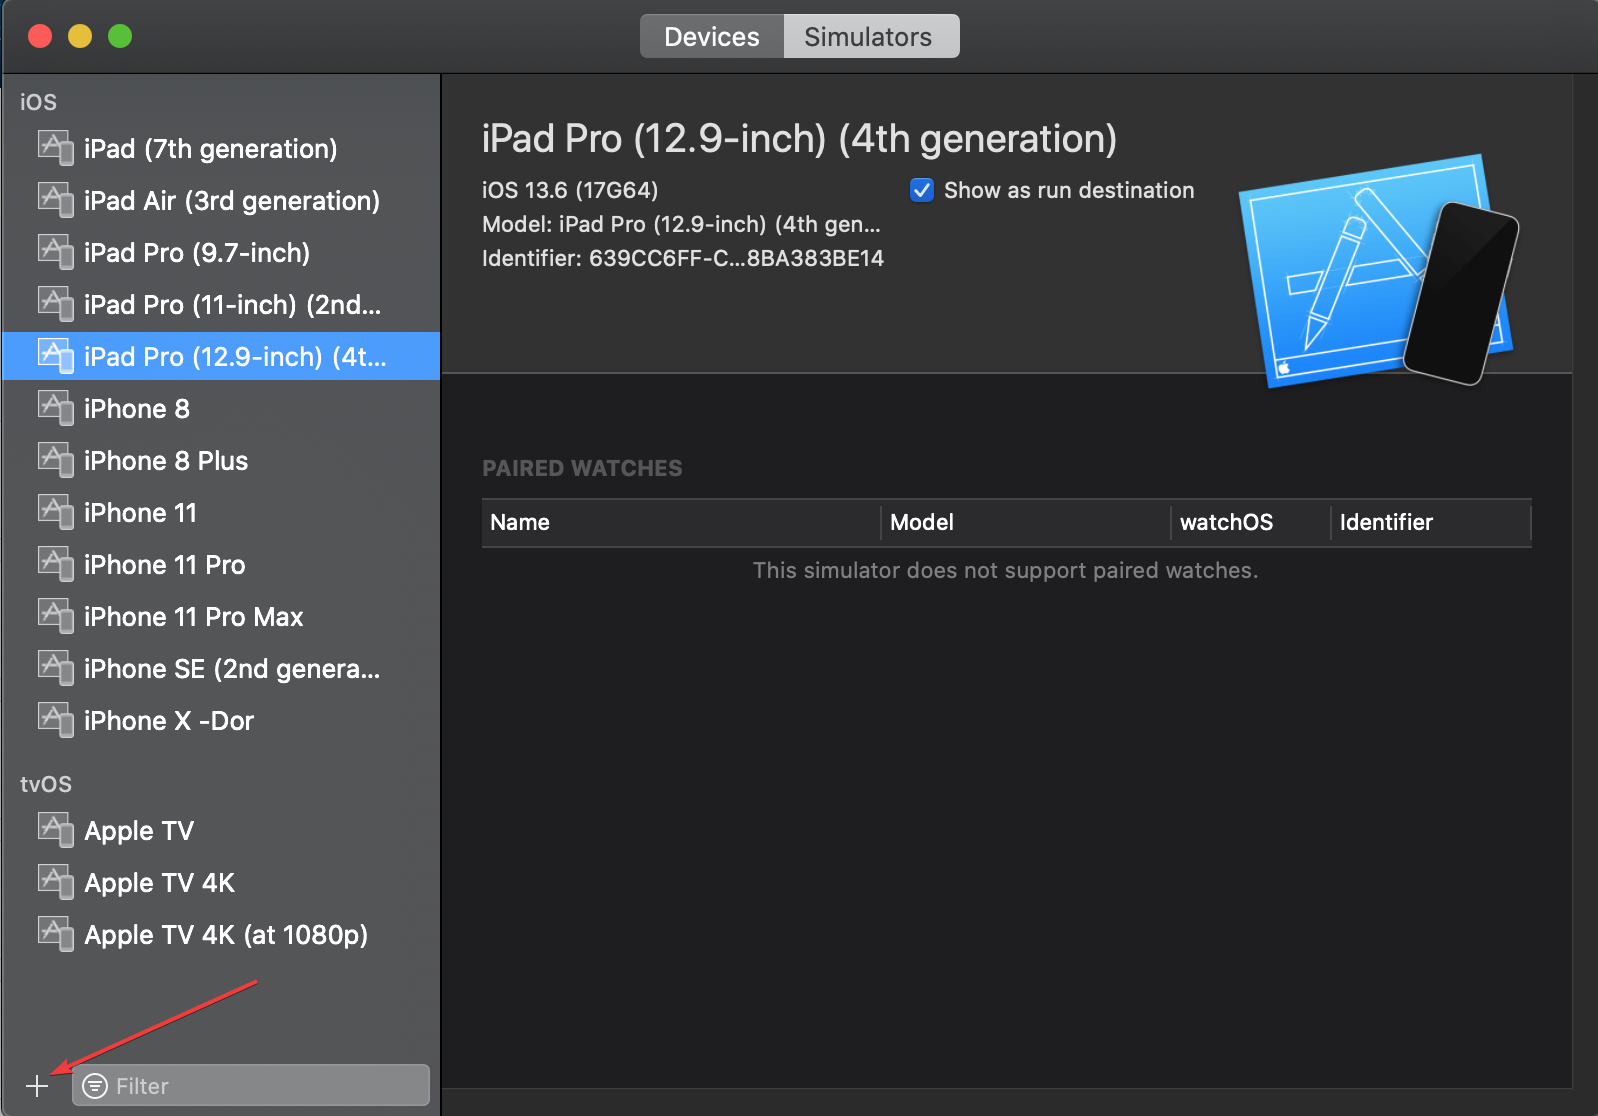 Devices
Simulators
iOS
iPad (7th generation)
iPad Air (3rd generation)
iPad Pro (9.7-inch)
iPad Pro (11-inch) (2nd...
iPad Pro (12.9-inch) (4t...
iPhone 8
iPhone 8 Plus
iPhone 11
iPhone 11 Pro
iPhone 11 Pro Max
iPhone SE (2nd genera...
iPhone X -Dor
tvOS
Apple TV
Apple TV 4K
Apple TV 4K (at 1080p)
Filter
iPad Pro (12.9-inch) (4th generation)
iOS 13.6 (17G64)
Show as run destination
Model: iPad Pro (12.9-inch) (4th gen...
Identifier: 639CC6FF-C...8BA383BE14
PAIRED WATCHES
Name Model watchOS Identifier
This simulator does not support paired watches.